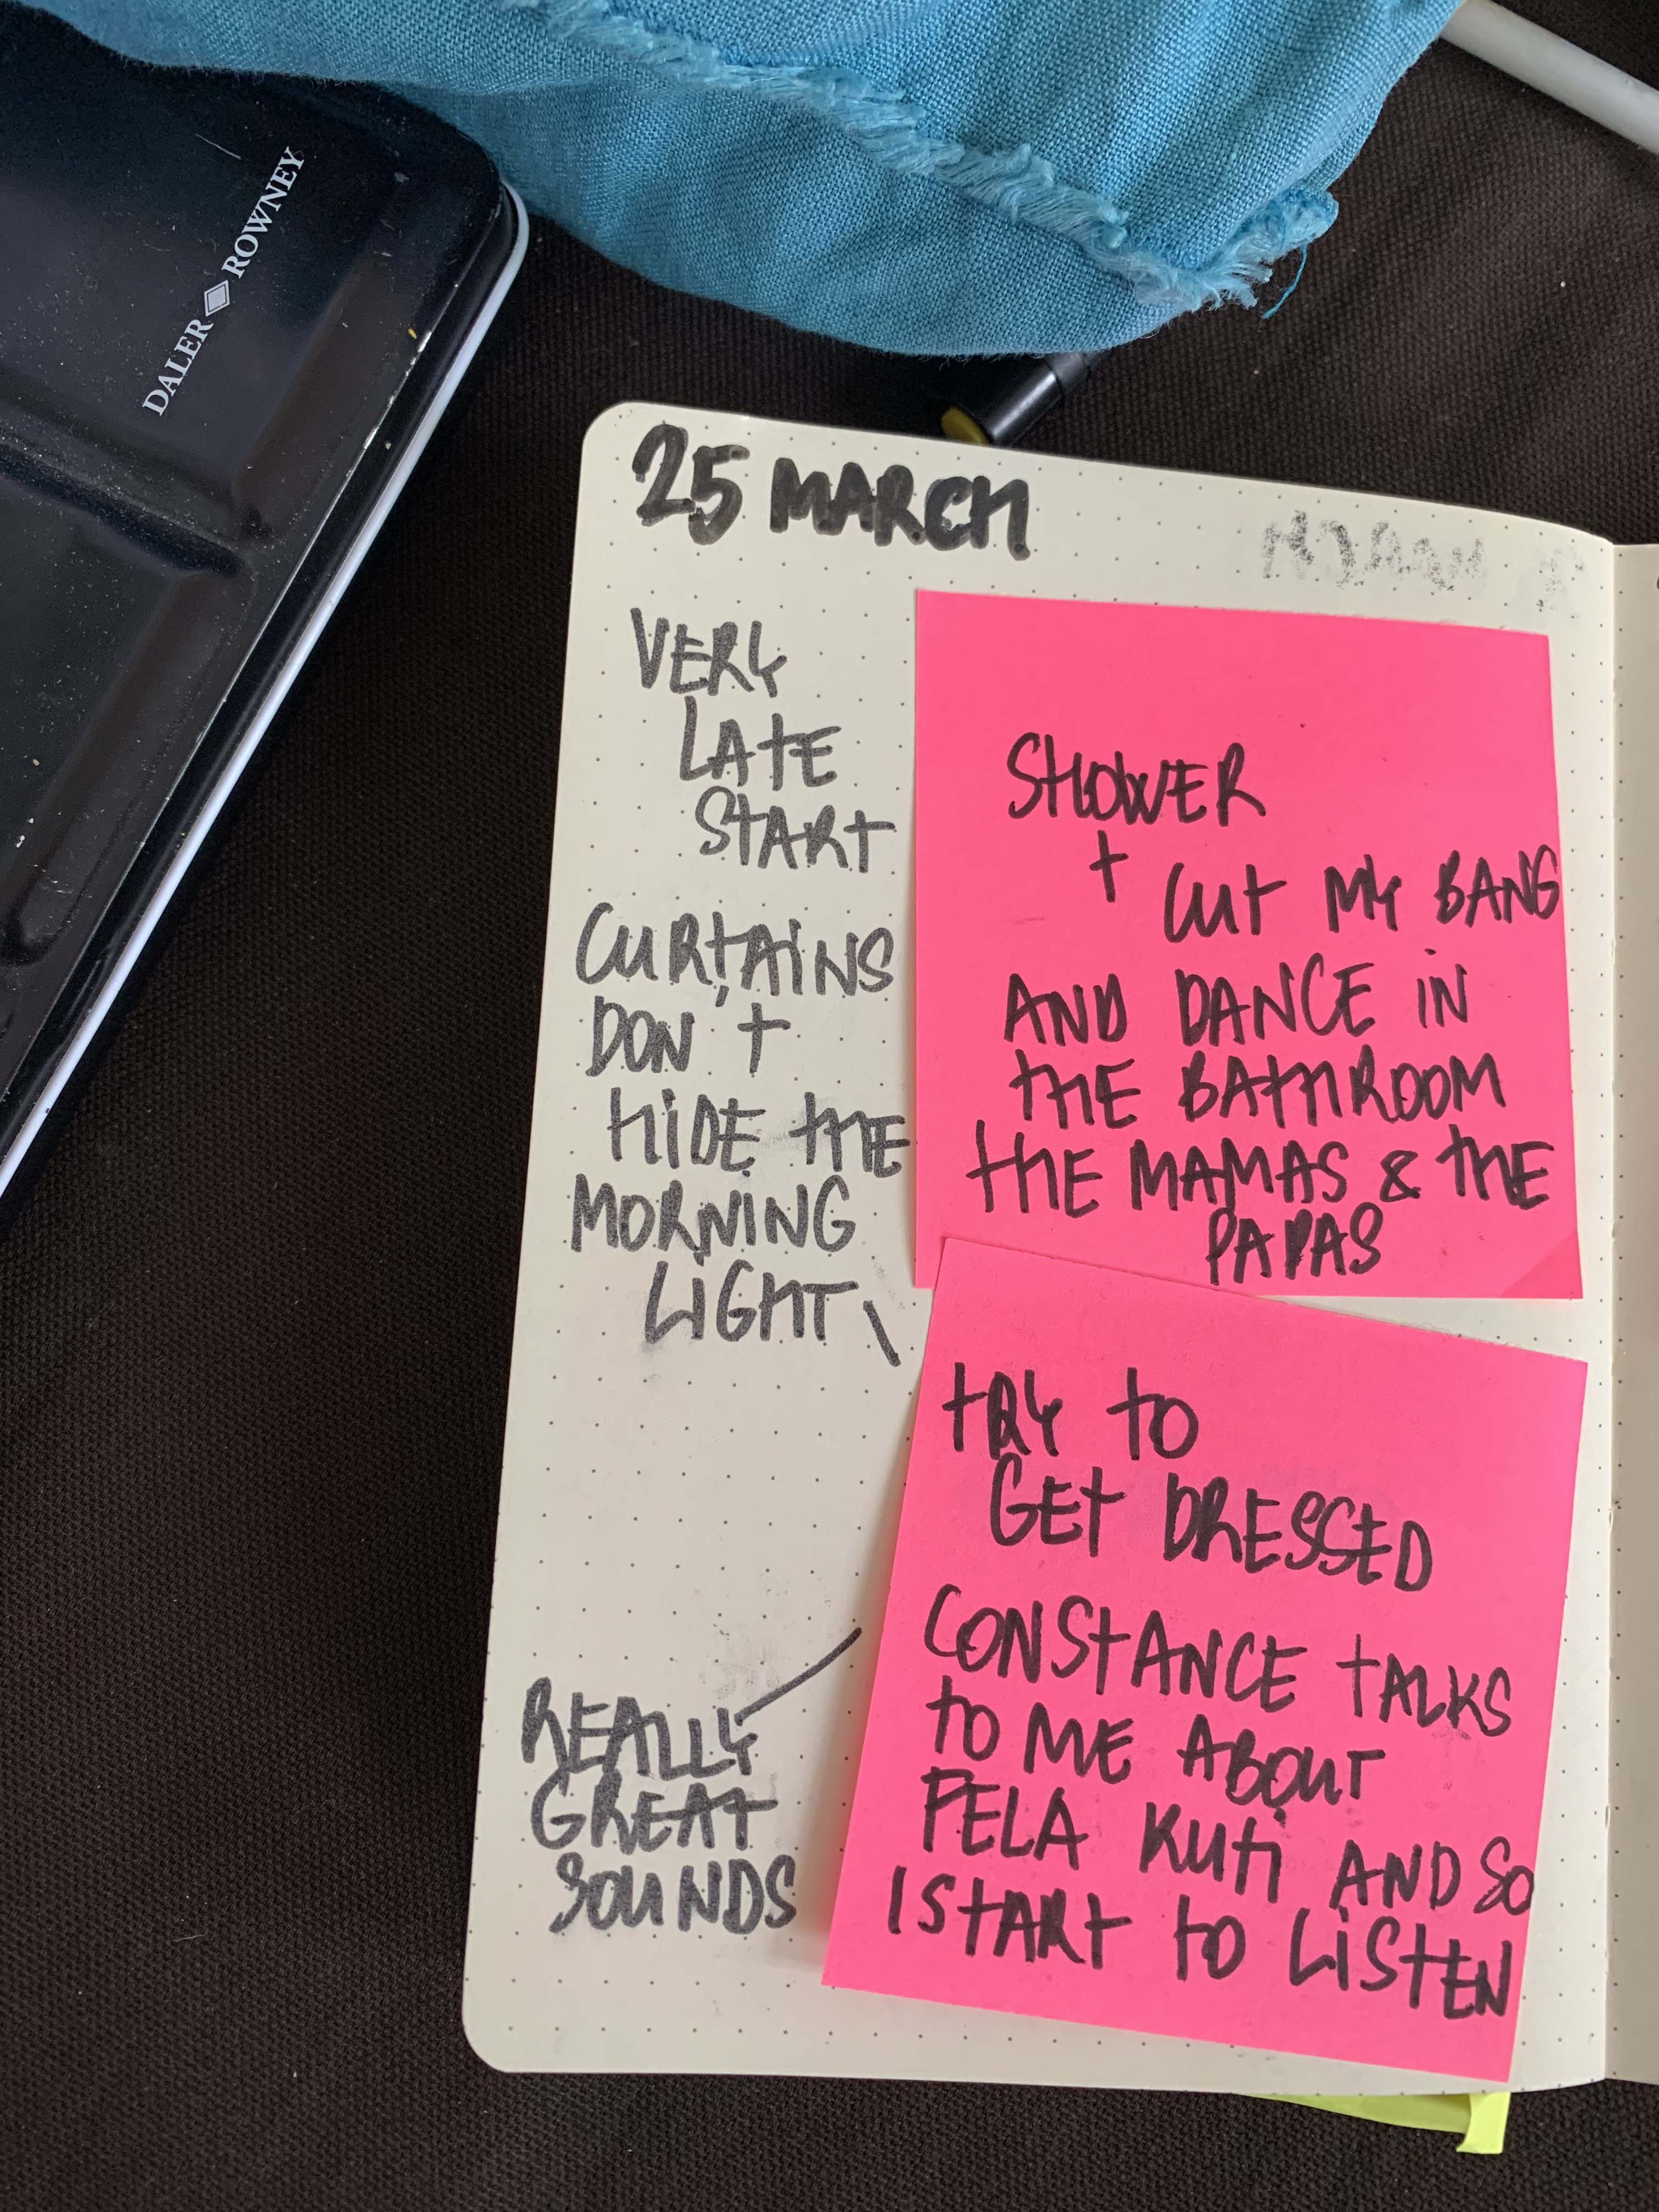 DALER ROWNEY
25 MARCH
VERY
LATE
START
CURTAINS
DON'T
HIDE THE
MORNING
LIGHT
SHOWER
+ CUT MY BANG
AND DANCE IN
THE BATHROOM
THE MAMAS & THE
PAPAS
TRY TO
GET DRESSED
CONSTANCE TALKS
TO ME ABOUT
FELA KUTI AND SO
I START TO LISTEN
REALLY
GREAT
SOUNDS